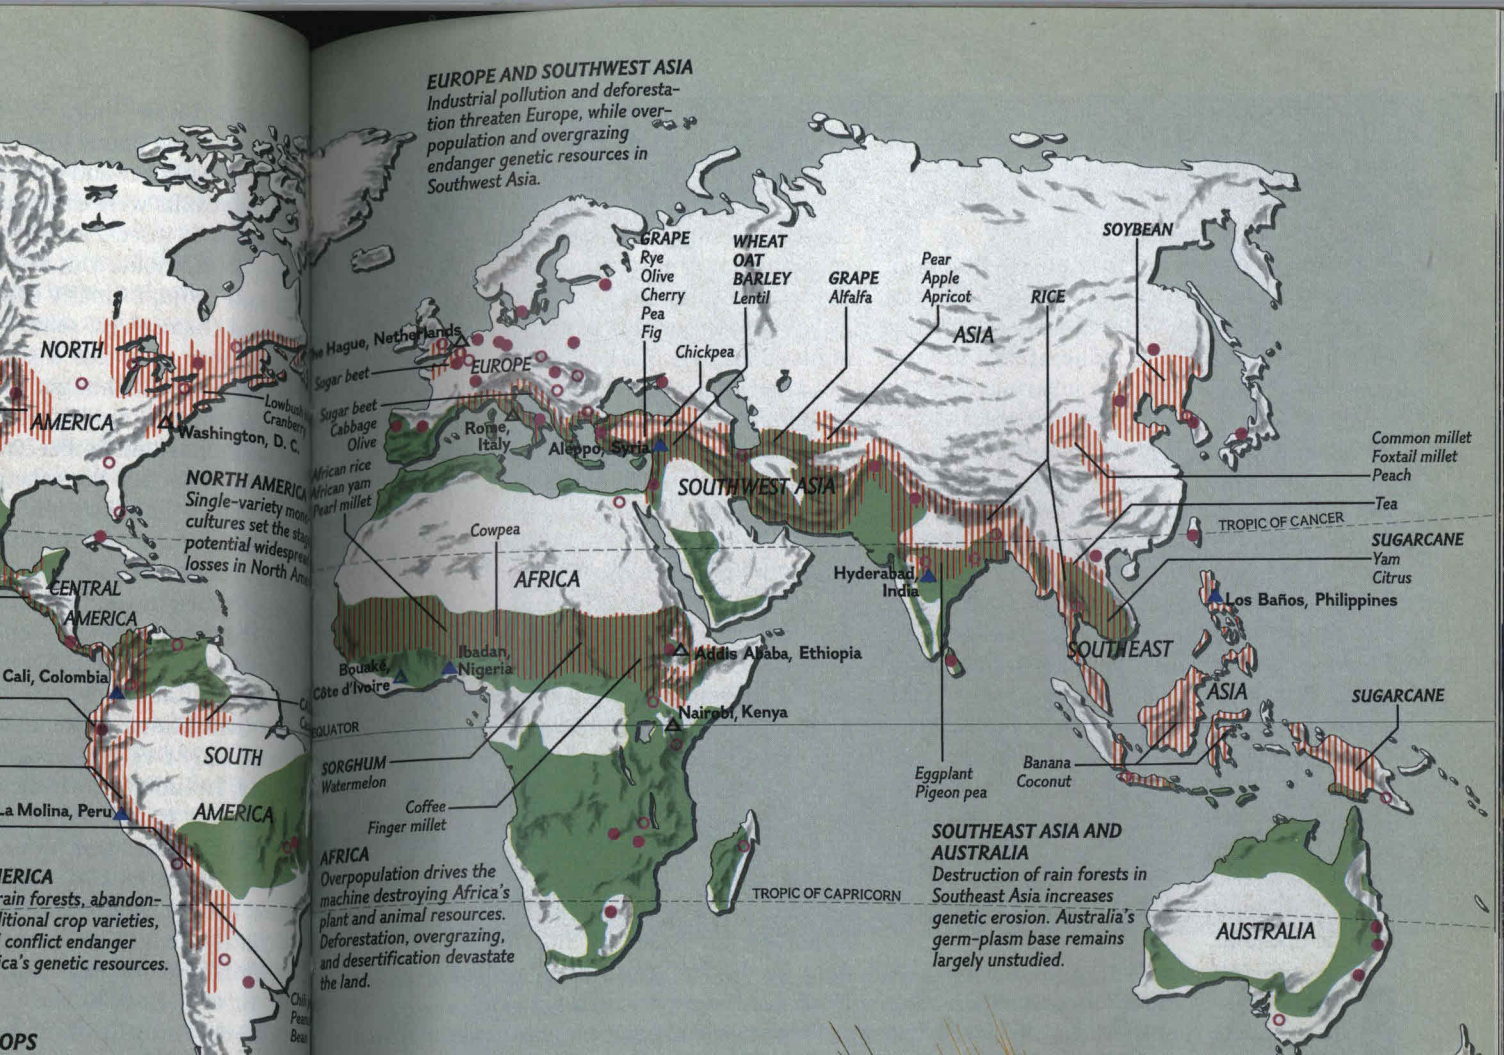 EUROPE AND SOUTHWEST ASIA
Industrial pollution and deforesta-
tion threaten Europe, while over-
population and overgrazing
endanger genetic resources in
Southwest Asia.
GRAPE
Rye
Olive
Cherry
Pea
Fig
WHEAT
OAT
BARLEY
Lentil
GRAPE
Alfalfa
Pear
Apple
Apricot
RICE
SOYBEAN
Chickpea
ASIA
EUROPE
Hague, Netherlands
Sugar beet
Sugar beet
Cabbage
Olive
Rome,
Italy
Aleppo, Syria
SOUTHWEST ASIA
African rice
African yam
Pearl millet
Cowpea
AFRICA
NORTH
AMERICA
Washington, D. C.
Cranberry
NORTH AMERICA
Single-variety
cultures set the
potential
losses in North
CENTRAL
AMERICA
Cali, Colombia
SOUTH
AMERICA
La Molina, Peru
rain forests, abandon-
crop varieties,
conflict endanger
genetic resources.
Common millet
Foxtail millet
Peach
Tea
TROPIC OF CANCER
SUGARCANE
Yam
Citrus
Hyderabad,
India
Los Baños, Philippines
SOUTHEAST
ASIA
SUGARCANE
Ibadan,
Nigeria
Bouaké,
Côte d'Ivoire
Addis Ababa, Ethiopia
Nairobi, Kenya
EQUATOR
SORGHUM
Watermelon
Coffee
Finger millet
Eggplant
Pigeon pea
Banana
Coconut
AFRICA
Overpopulation drives the
machine destroying Africa's
plant and animal resources.
Deforestation, overgrazing,
and desertification devastate
the land.
TROPIC OF CAPRICORN
SOUTHEAST ASIA AND
AUSTRALIA
Destruction of rain forests in
Southeast Asia increases
genetic erosion. Australia's
germ-plasm base remains
largely unstudied.
AUSTRALIA